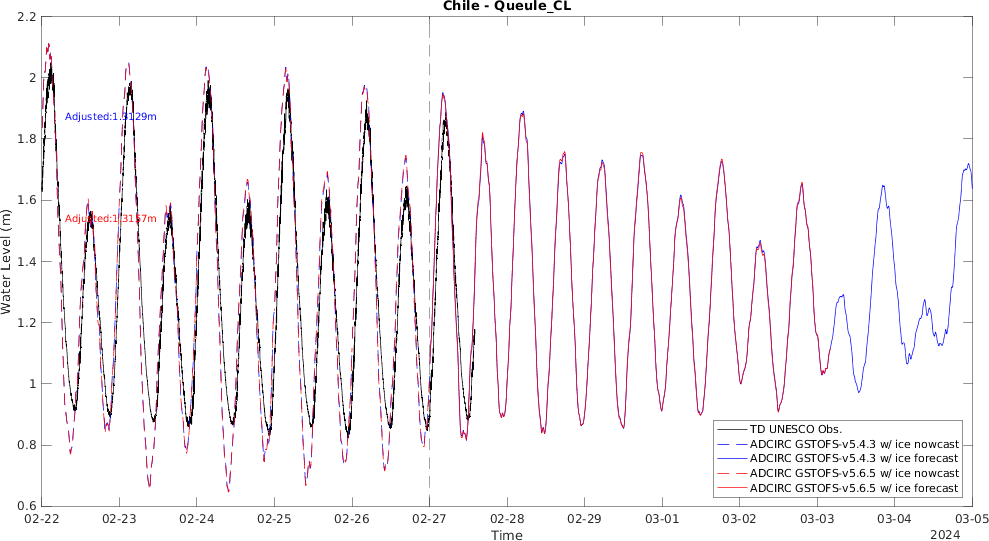 Chile - Queule_CL
2.2
2
1.8
1.6
1.4
1.2
1
0.8
0.6
Water Level (m)
Adjusted:1.3129m
Adjusted:1.3157m
TD UNESCO Obs.
ADCIRC GSTOFS-v5.4.3 w/ ice nowcast
ADCIRC GSTOFS-v5.4.3 w/ ice forecast
ADCIRC GSTOFS-v5.6.5 w/ ice nowcast
ADCIRC GSTOFS-v5.6.5 w/ ice forecast
02-22 02-23 02-24 02-25 02-26 02-27 02-28 02-29 03-01 03-02 03-03 03-04 03-05
Time
2024